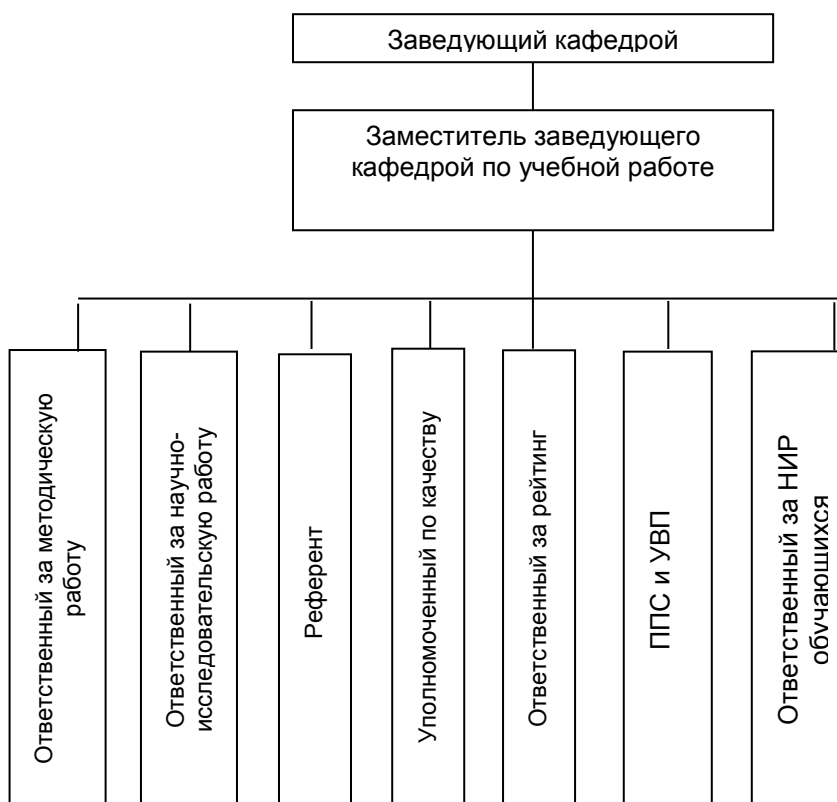 Заведующий кафедрой
Заместитель заведующего
кафедрой по учебной работе
Ответственный за методическую
работу
Ответственный за научно-
исследовательскую работу
Референт
Уполномоченный по качеству
Ответственный за рейтинг
ППС и УВП
Ответственный за НИР
обучающихся